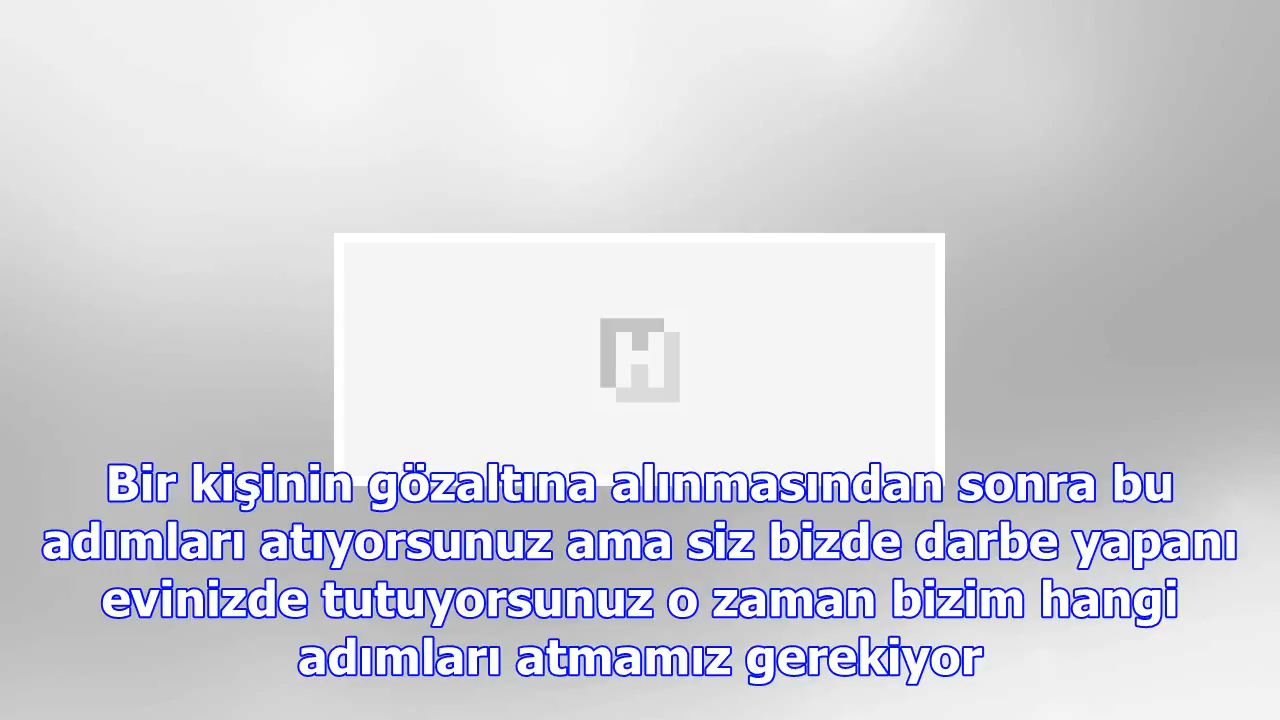 H
Bir kişinin gözaltına alınmasından sonra bu
adımları atıyorsunuz ama siz bizde darbe yapanı
evinizde tutuyorsunuz o zaman bizim hangi
adımları atmamız gerekiyor